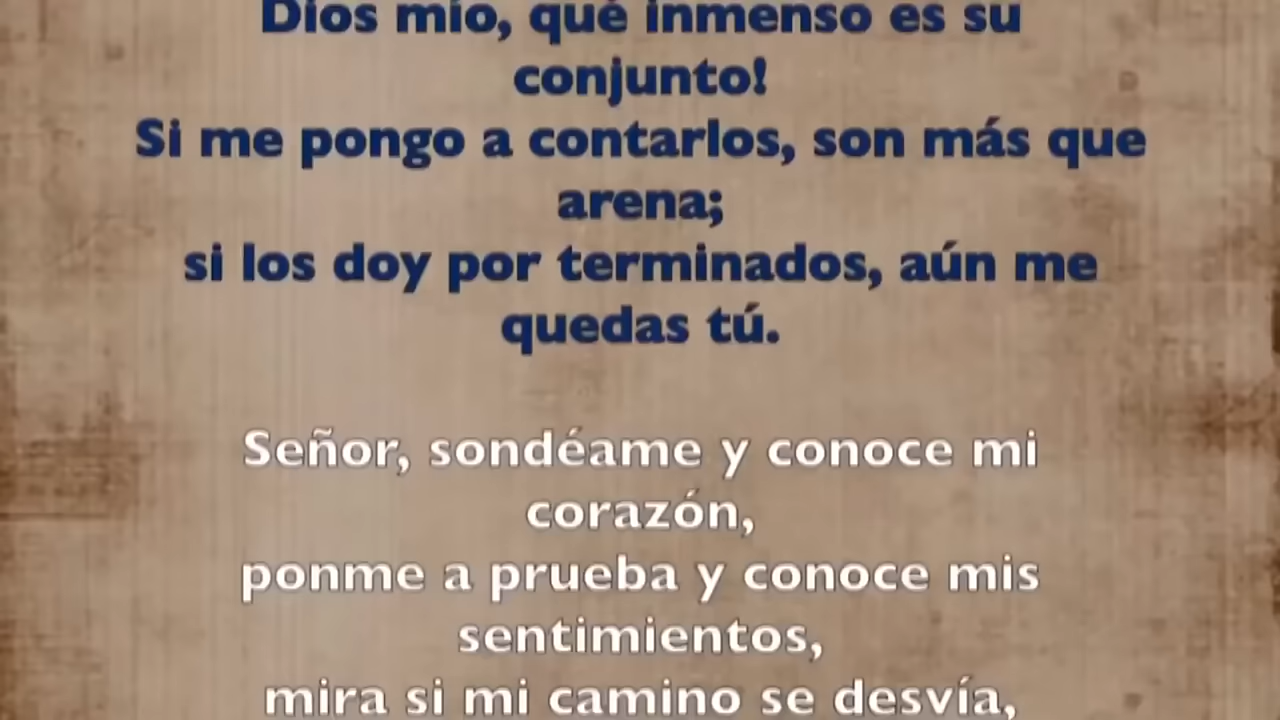 Dios mío, qué inmenso es su
conjunto!
Si me pongo a contarlos, son más que
arena;
si los doy por terminados, aún me
quedas tú.
Señor, sondéame y conoce mi
corazón,
ponme a prueba y conoce mis
sentimientos,
mira si mi camino se desvía,